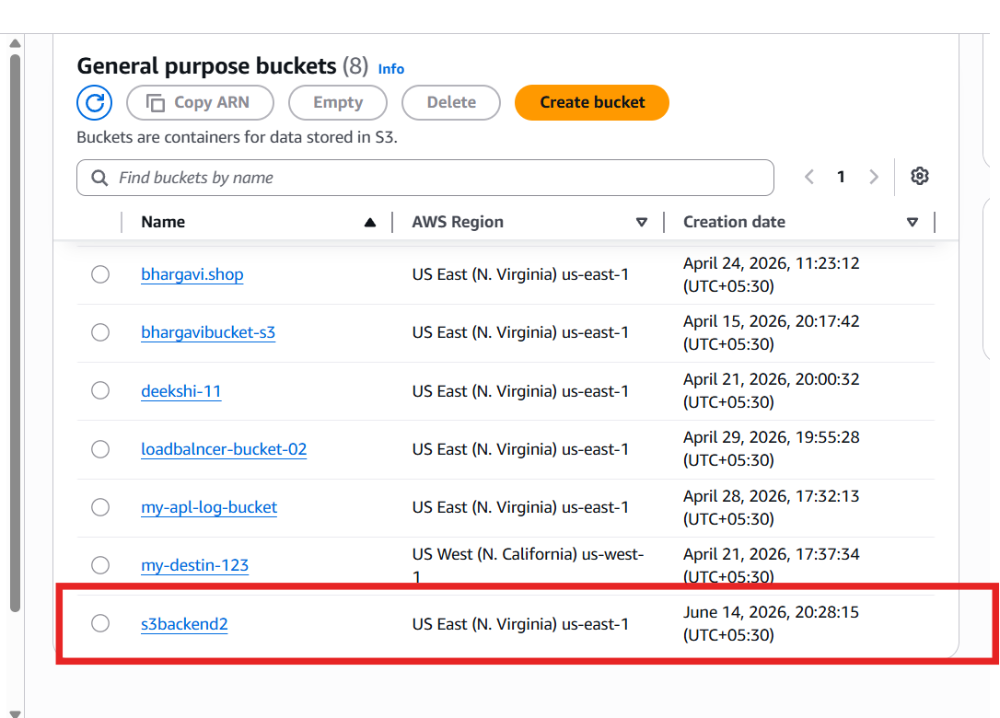 General purpose buckets (8) Info
Copy ARN Empty Delete Create bucket
Buckets are containers for data stored in S3.
Find buckets by name 1
Name AWS Region Creation date
bhargavi.shop US East (N. Virginia) us-east-1 April 24, 2026, 11:23:12
(UTC+05:30)
bhargavibucket-s3 US East (N. Virginia) us-east-1 April 15, 2026, 20:17:42
(UTC+05:30)
deekshi-11 US East (N. Virginia) us-east-1 April 21, 2026, 20:00:32
(UTC+05:30)
loadbalncer-bucket-02 US East (N. Virginia) us-east-1 April 29, 2026, 19:55:28
(UTC+05:30)
my-apl-log-bucket US East (N. Virginia) us-east-1 April 28, 2026, 17:32:13
(UTC+05:30)
my-destin-123 US West (N. California) us-west- April 21, 2026, 17:37:34
1 (UTC+05:30)
s3backend2 US East (N. Virginia) us-east-1 June 14, 2026, 20:28:15
(UTC+05:30)